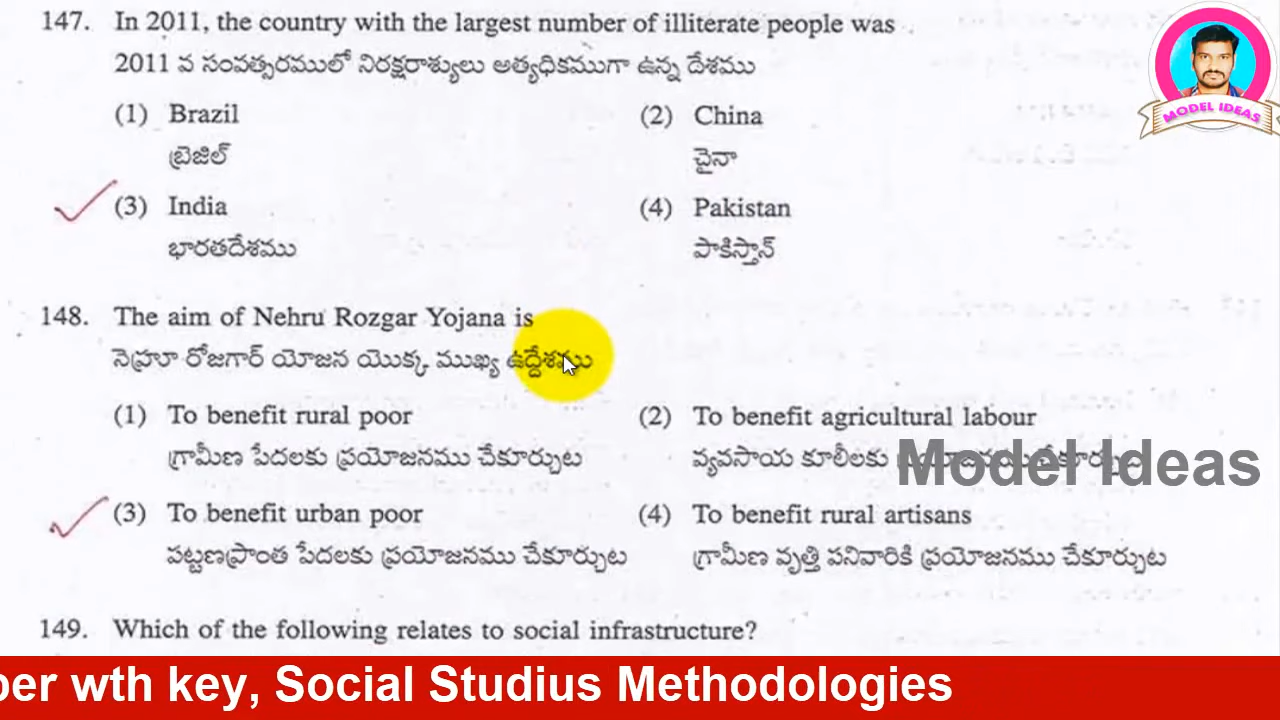 147. In 2011, the country with the largest number of illiterate people was
2011 వ సంవత్సరములో నిరక్షరాశ్యులు అత్యధికముగా ఉన్న దేశము
(1) Brazil (2) China
బ్రెజిల్ చైనా
(3) India (4) Pakistan
భారతదేశము పాకిస్తాన్
148. The aim of Nehru Rozgar Yojana is
నెహ్రూ రోజగార్ యోజన యొక్క ముఖ్య ఉద్దేశము
(1) To benefit rural poor (2) To benefit agricultural labour
గ్రామీణ పేదలకు ప్రయోజనము చేకూర్చుట వ్యవసాయ కూలీలకు
Model Ideas
(3) To benefit urban poor (4) To benefit rural artisans
పట్టణప్రాంత పేదలకు ప్రయోజనము చేకూర్చుట గ్రామీణ వృత్తి పనివారికి ప్రయోజనము చేకూర్చుట
149. Which of the following relates to social infrastructure?
per wth key, Social Studius Methodologies
MODEL IDEAS